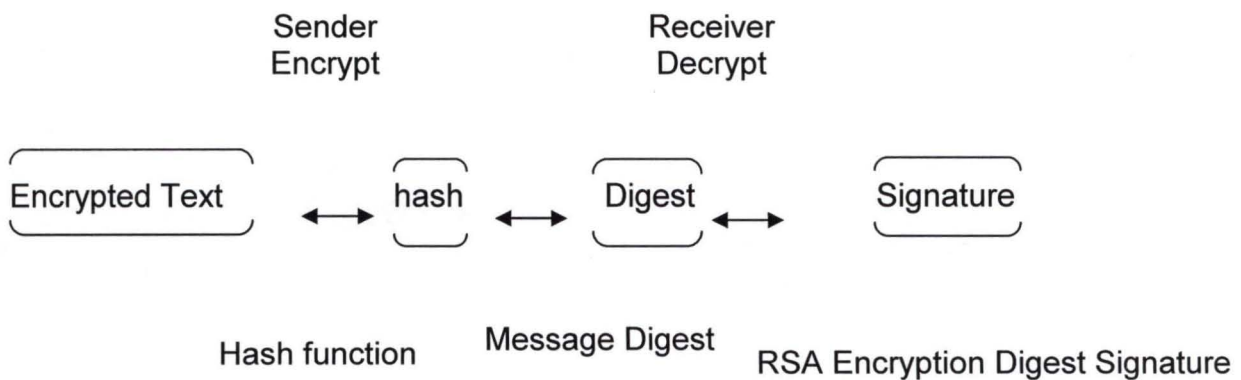 Sender
Encrypt
Receiver
Decrypt
Encrypted Text
hash
Digest
Signature
Hash function
Message Digest
RSA Encryption Digest Signature